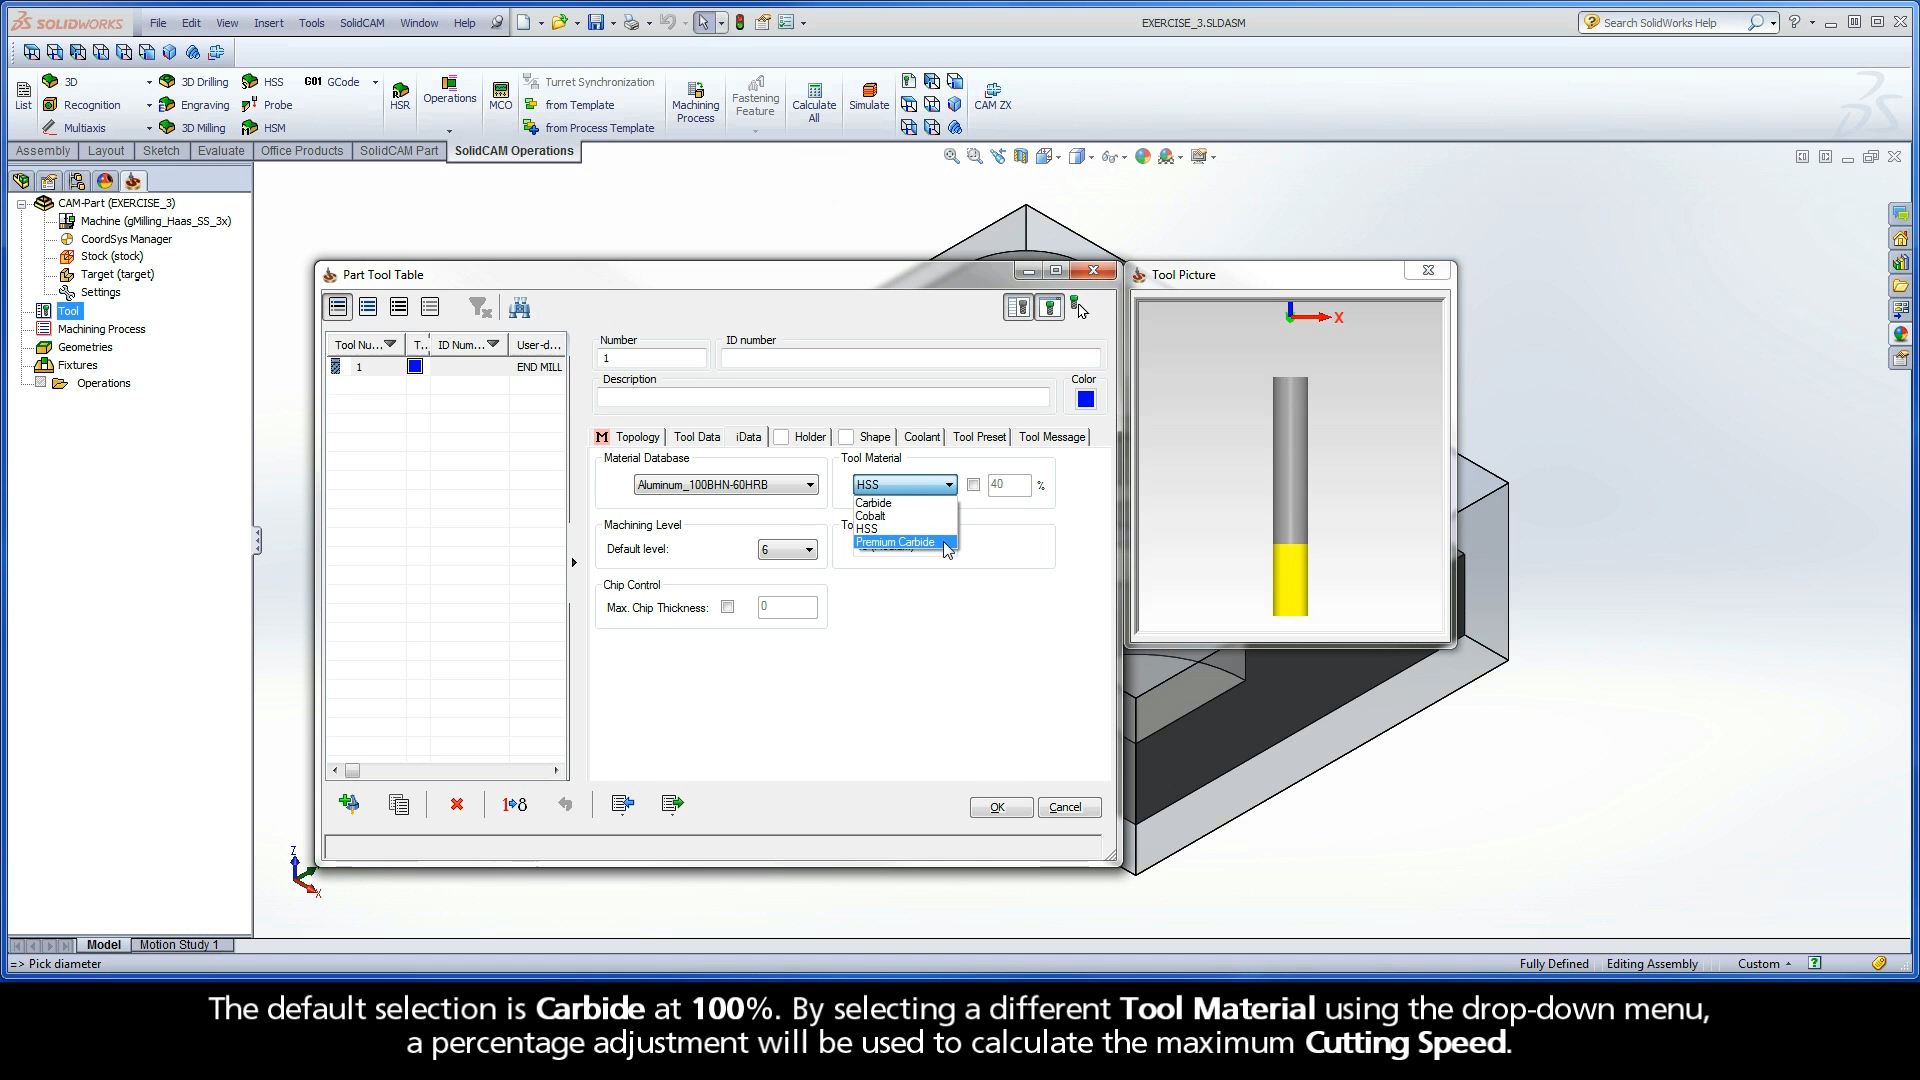 SOLIDWORKS File Edit View Insert Tools SolidCAM Window Help EXERCISE_3.SLDASM Search SolidWorks Help
3D 3D Drilling HSS G01 GCode Turret Synchronization
List Recognition Engraving Probe HSR Operations MCO from Template Machining Process Fastening Feature Calculate All Simulate CAM ZX
Multiaxis 3D Milling HSM from Process Template
Assembly Layout Sketch Evaluate Office Products SolidCAM Part SolidCAM Operations
CAM-Part (EXERCISE_3)
Machine (gMilling_Haas_SS_3x)
CoordSys Manager
Stock (stock)
Target (target)
Settings
Tool
Machining Process
Geometries
Fixtures
Operations
Part Tool Table
Tool Nu... T.. ID Num... User-d...
1 END MILL
Number ID number
1
Description Color
M Topology Tool Data iData Holder Shape Coolant Tool Preset Tool Message
Material Database Tool Material
Aluminum_100BHN-60HRB HSS 40 %
Carbide
Cobalt
HSS
Premium Carbide
Machining Level To
Default level: 6
Chip Control
Max. Chip Thickness: 0
1 8 OK Cancel
Tool Picture
X
Z
X
Model Motion Study 1
=> Pick diameter Fully Defined Editing Assembly Custom
The default selection is Carbide at 100%. By selecting a different Tool Material using the drop-down menu,
a percentage adjustment will be used to calculate the maximum Cutting Speed.